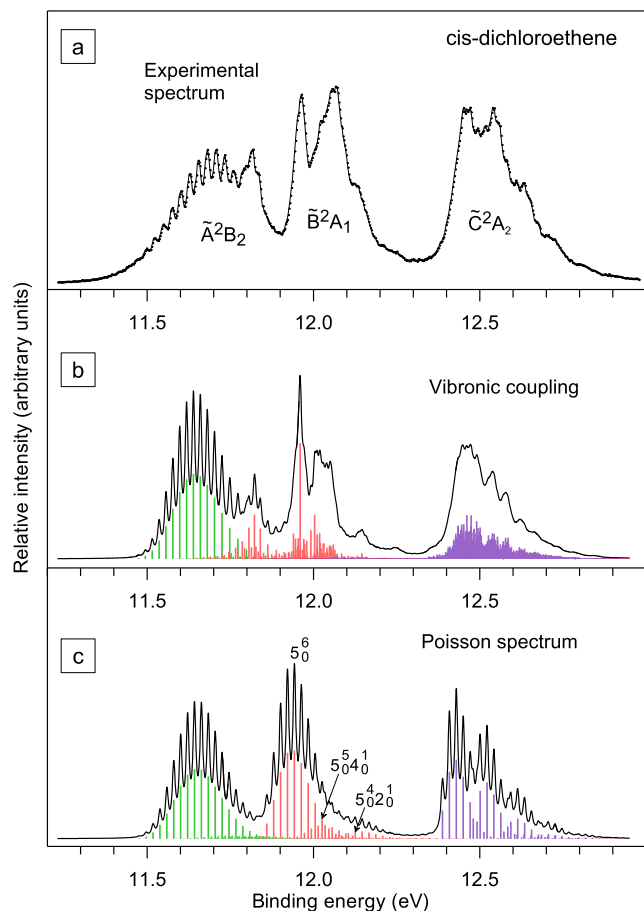 a
cis-dichloroethene
Experimental
spectrum
Ã²B₂
B̃²A₁
C̃²A₂
11.5 12.0 12.5
Relative intensity (arbitrary units)
b
Vibronic coupling
11.5 12.0 12.5
c
Poisson spectrum
5₀⁶
5₀⁵4₀¹
5₀⁴2₀¹
11.5 12.0 12.5
Binding energy (eV)